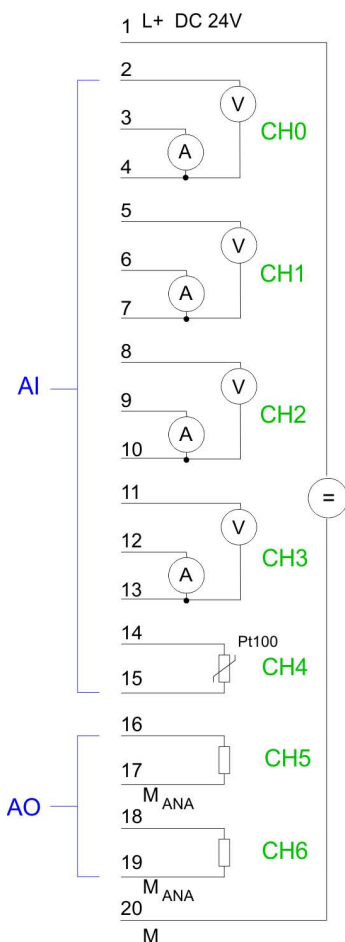 1 L+ DC 24V
2
V
3
CH0
A
4
5
V
6
CH1
A
7
8
V
AI
9
CH2
A
10
11
=
V
12
CH3
A
13
14
Pt100
CH4
15
16
CH5
17
M ANA
AO
18
CH6
19
M ANA
20
M